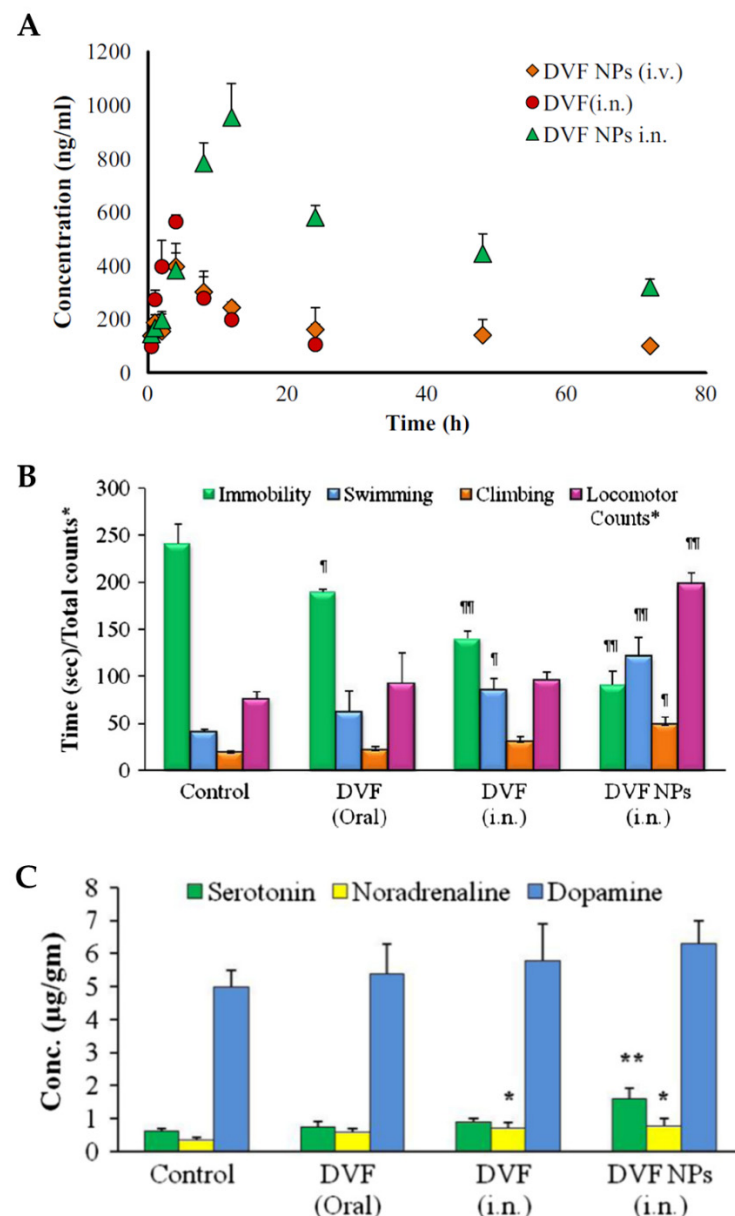 A
Concentration (ng/ml)
1200
1000
800
600
400
200
0
DVF NPs (i.v.)
DVF(i.n.)
DVF NPs i.n.
0 20 40 60 80
Time (h)
B
Time (sec)/Total counts*
Immobility Swimming Climbing Locomotor
Counts*
300
250
200
150
100
50
0
¶
¶¶ ¶
¶¶ ¶¶ ¶ ¶¶
Control DVF DVF DVF NPs
(Oral) (i.n.) (i.n.)
C
Conc. (µg/gm)
Serotonin Noradrenaline Dopamine
8
7
6
5
4
3
2
1
0
*
** *
Control DVF DVF DVF NPs
(Oral) (i.n.) (i.n.)